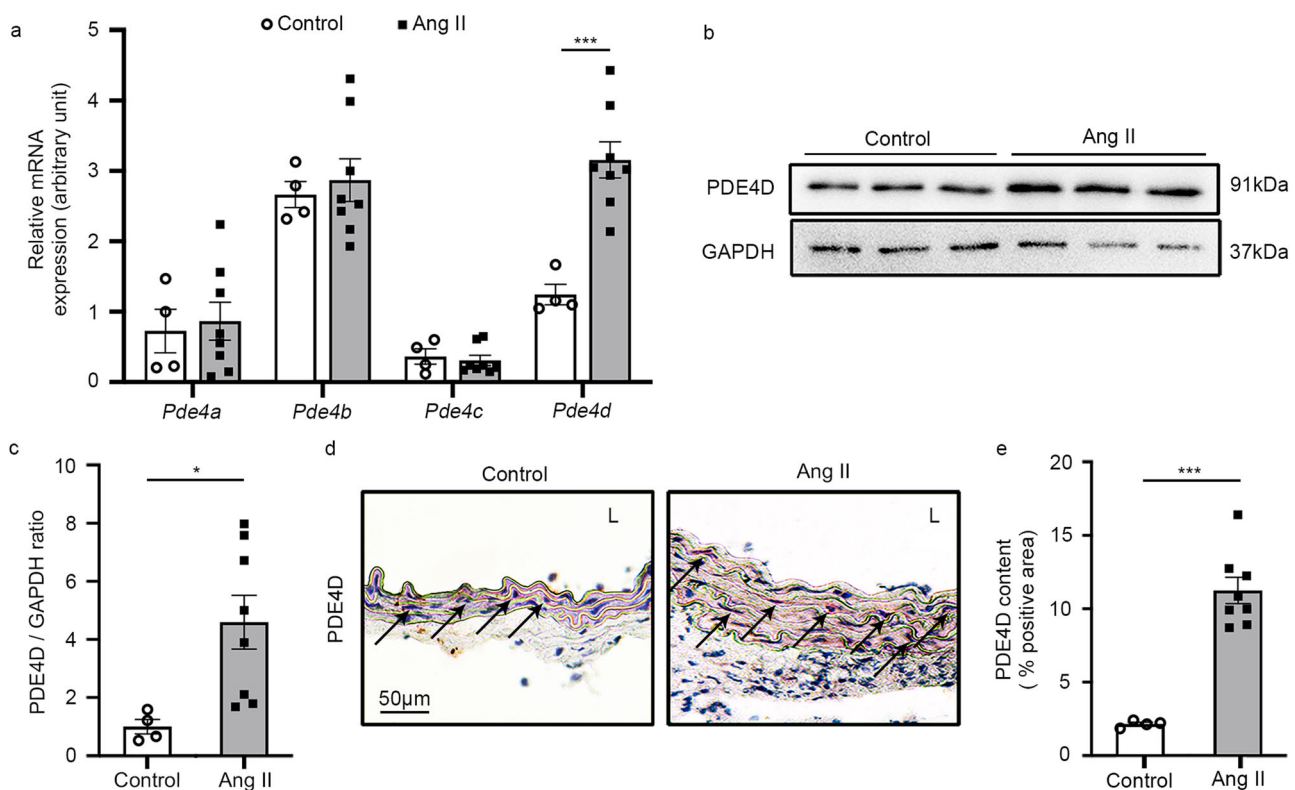 a
Control
Ang II
Relative mRNA
expression (arbitrary unit)
5
4
3
2
1
0
***
Pde4a
Pde4b
Pde4c
Pde4d
b
Control
Ang II
PDE4D
91kDa
GAPDH
37kDa
c
PDE4D / GAPDH ratio
10
8
6
4
2
0
*
Control
Ang II
d
Control
Ang II
PDE4D
L
L
50μm
e
PDE4D content
( % positive area)
20
15
10
5
0
***
Control
Ang II